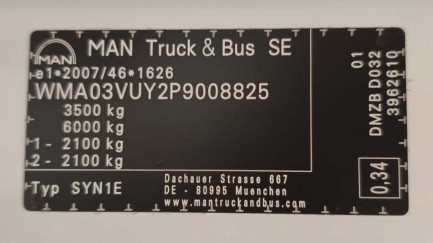 MAN
MAN Truck & Bus SE
e1*2007/46*1626
WMA03VUY2P9008825
3500 kg
6000 kg
1 - 2100 kg
2 - 2100 kg
Typ SYN1E
Dachauer Strasse 667
DE - 80995 Muenchen
www.mantruckandbus.com
01
DMZB D032
3962610
0,34